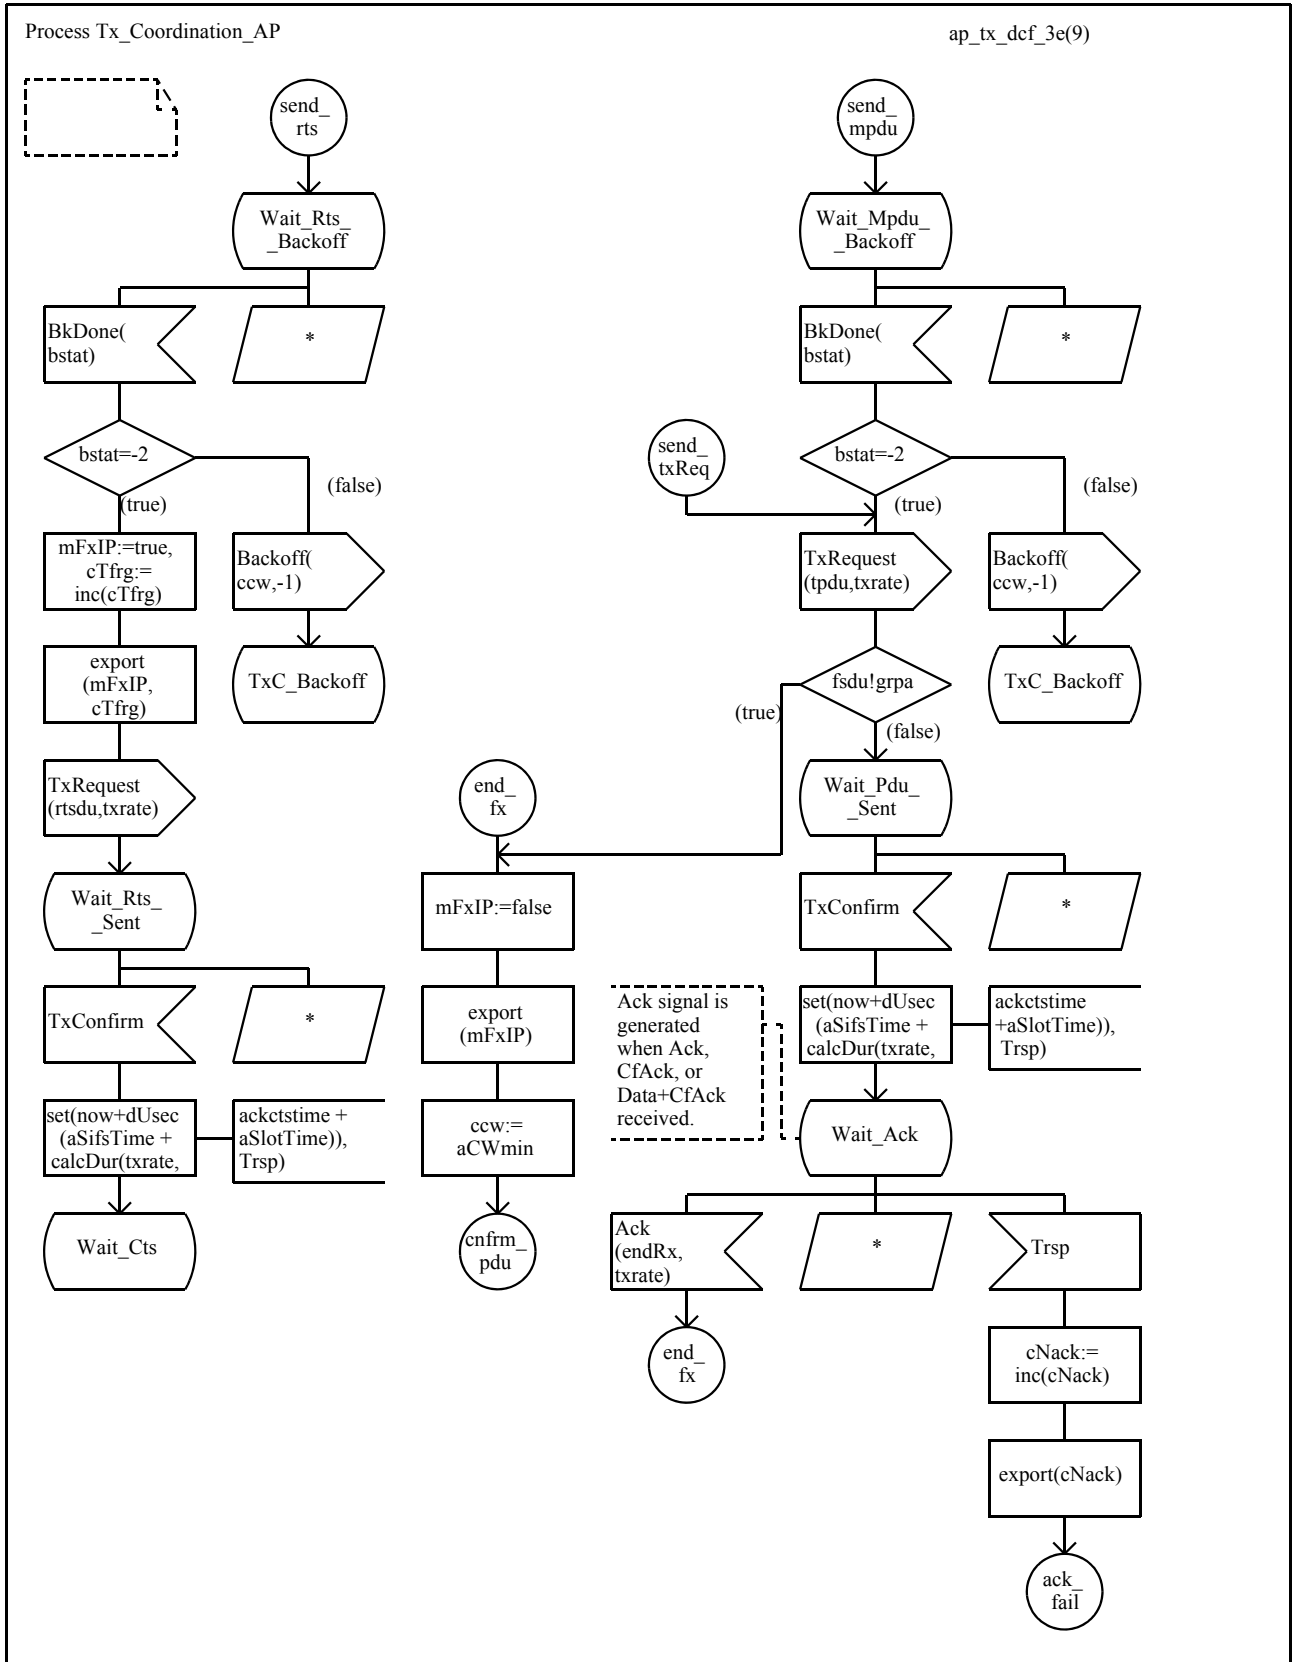 Process Tx_Coordination_AP
ap_tx_dcf_3e(9)
send_
rts
Wait_Rts_
_Backoff
BkDone(
bstat)
*
bstat=-2
(true)
(false)
mFxIP:=true,
cTfrg:=
inc(cTfrg)
Backoff(
ccw,-1)
export
(mFxIP,
cTfrg)
TxC_Backoff
TxRequest
(rtsdu,txrate)
Wait_Rts_
_Sent
TxConfirm
*
set(now+dUsec
(aSifsTime +
calcDur(txrate,
ackctstime +
aSlotTime)),
Trsp)
Wait_Cts
end_
fx
mFxIP:=false
export
(mFxIP)
ccw:=
aCWmin
cnfrm_
pdu
send_
mpdu
Wait_Mpdu_
_Backoff
BkDone(
bstat)
*
send_
txReq
bstat=-2
(true)
(false)
TxRequest
(tpdu,txrate)
Backoff(
ccw,-1)
fsdu!grpa
(true)
(false)
TxC_Backoff
Wait_Pdu_
_Sent
TxConfirm
*
Ack signal is
generated
when Ack,
CfAck, or
Data+CfAck
received.
set(now+dUsec
(aSifsTime +
calcDur(txrate,
ackctstime
+aSlotTime)),
Trsp)
Wait_Ack
Ack
(endRx,
txrate)
*
Trsp
end_
fx
cNack:=
inc(cNack)
export(cNack)
ack_
fail